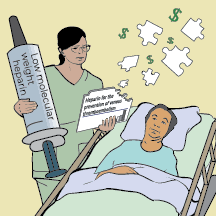 Low molecular
weight
heparin
Heparin for the
prevention of venous
thromboembolism
$
$
$